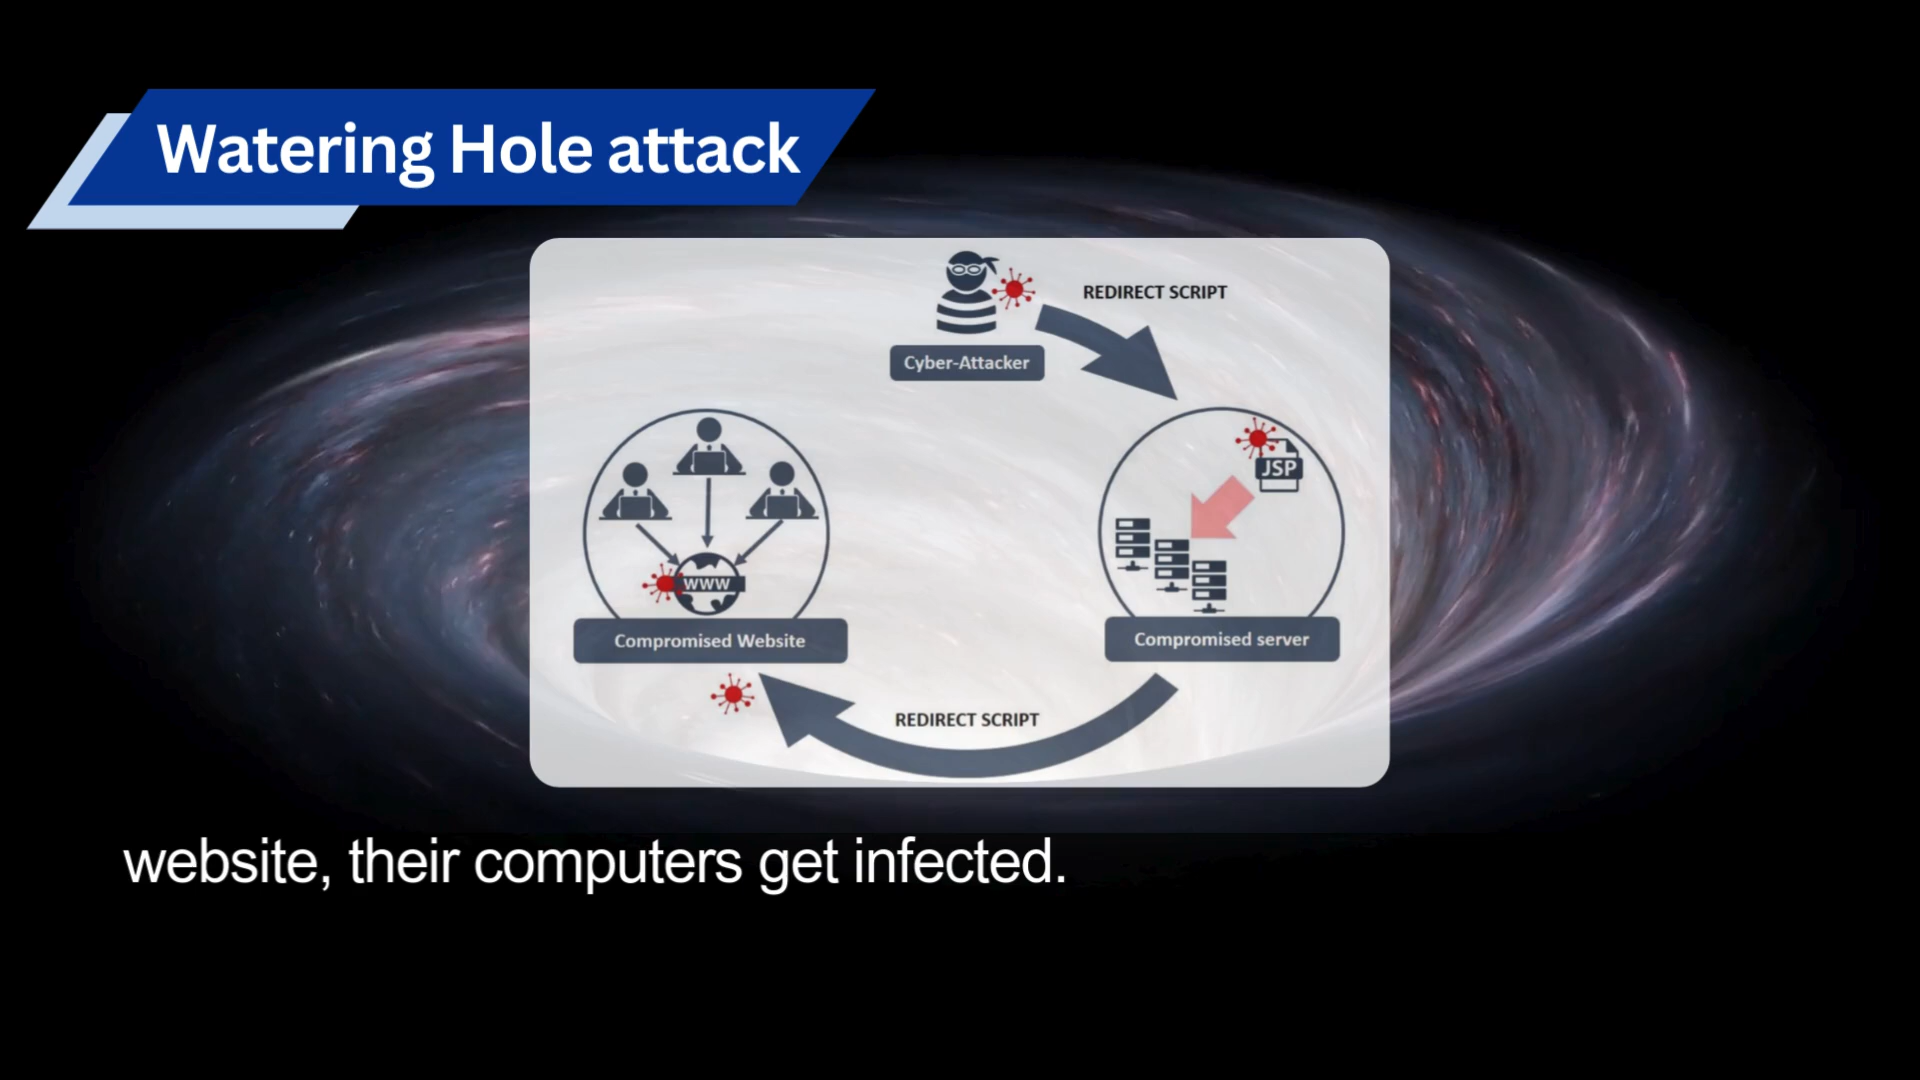 Watering Hole attack
REDIRECT SCRIPT
Cyber-Attacker
JSP
WWW
Compromised Website
Compromised server
REDIRECT SCRIPT
website, their computers get infected.